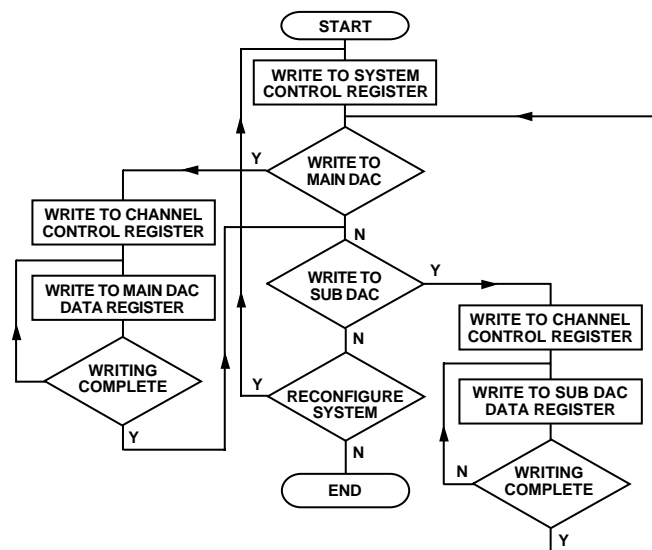 START
WRITE TO SYSTEM
CONTROL REGISTER
Y
WRITE TO
MAIN DAC
WRITE TO CHANNEL
CONTROL REGISTER
N
WRITE TO MAIN DAC
DATA REGISTER
WRITE TO
SUB DAC
Y
WRITE TO CHANNEL
CONTROL REGISTER
N
WRITING
COMPLETE
Y
Y
RECONFIGURE
SYSTEM
WRITE TO SUB DAC
DATA REGISTER
N
END
N
WRITING
COMPLETE
Y